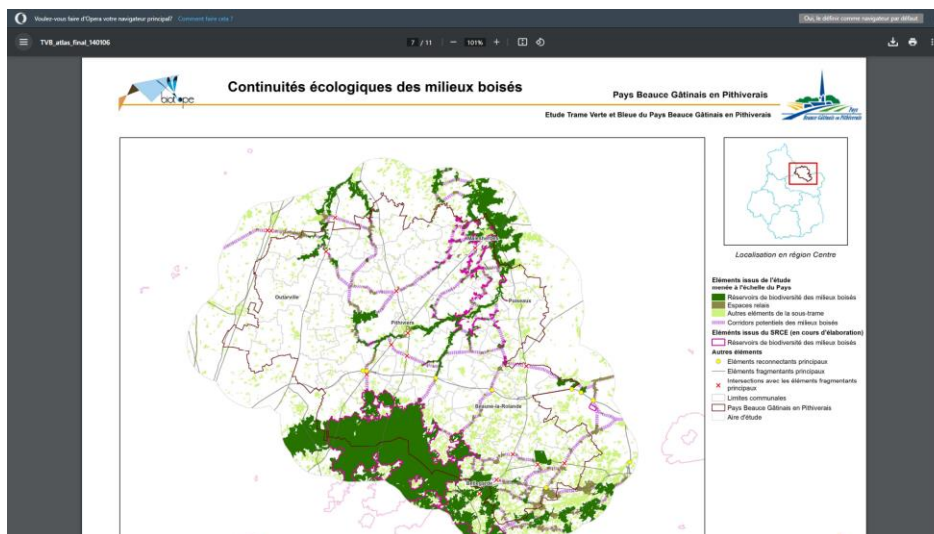 Voulez-vous faire d'Opera votre navigateur principal? Comment faire cela ?
Oui, le définir comme navigateur par défaut
TVB_atlas_final_140106
7 / 11
101%
biotope
Continuités écologiques des milieux boisés
Pays Beauce Gâtinais en Pithiverais
Etude Trame Verte et Bleue du Pays Beauce Gâtinais en Pithiverais
Pays
Beauce Gâtinais en Pithiverais
Localisation en région Centre
Malesherbes
Outarville
Puiseaux
Pithiviers
Beaune-la-Rolande
Bellegarde
Eléments issus de l'étude
menée à l'échelle du Pays
Réservoirs de biodiversité des milieux boisés
Espaces relais
Autres éléments de la sous-trame
Corridors potentiels des milieux boisés
Eléments issus du SRCE (en cours d'élaboration)
Réservoirs de biodiversité des milieux boisés
Autres éléments
Eléments reconnectants principaux
Eléments fragmentants principaux
Intersections avec les éléments fragmentants
principaux
Limites communales
Pays Beauce Gâtinais en Pithiverais
Aire d'étude